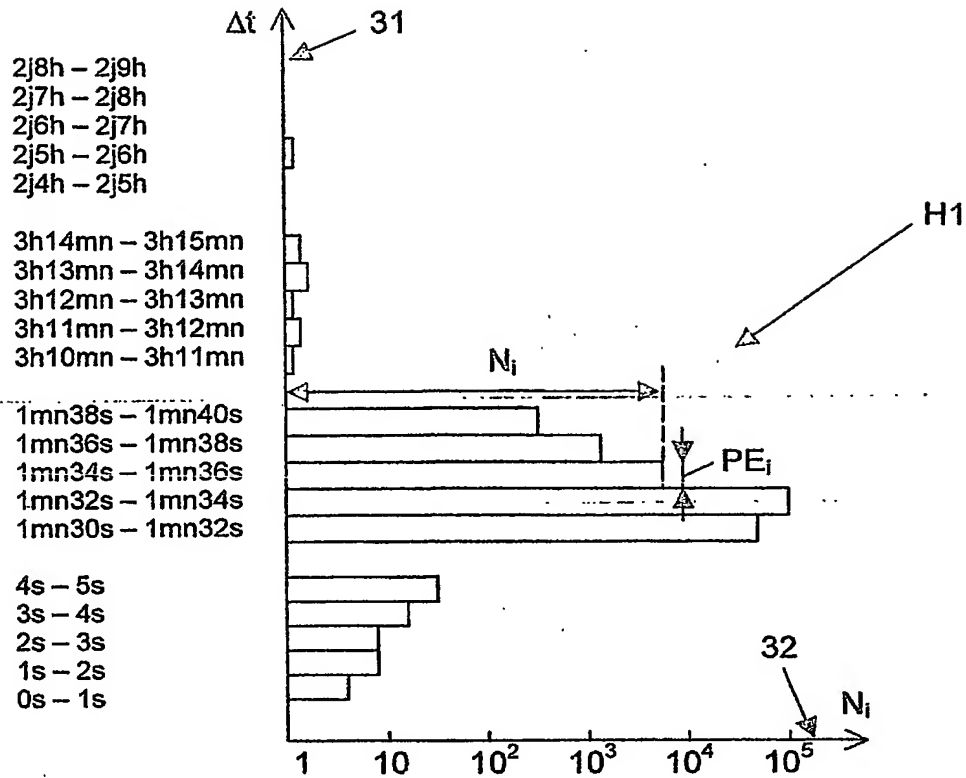 Δt
31
2j8h – 2j9h
2j7h – 2j8h
2j6h – 2j7h
2j5h – 2j6h
2j4h – 2j5h
H1
3h14mn – 3h15mn
3h13mn – 3h14mn
3h12mn – 3h13mn
3h11mn – 3h12mn
3h10mn – 3h11mn
Ni
1mn38s – 1mn40s
1mn36s – 1mn38s
1mn34s – 1mn36s
PEi
1mn32s – 1mn34s
1mn30s – 1mn32s
4s – 5s
3s – 4s
2s – 3s
1s – 2s
0s – 1s
32
Ni
1 10 10² 10³ 10⁴ 10⁵